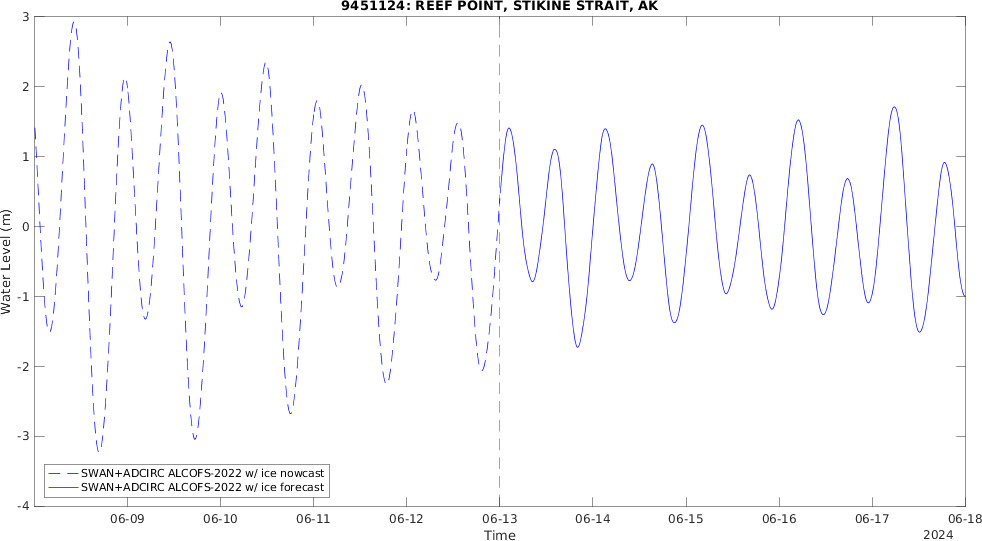 9451124: REEF POINT, STIKINE STRAIT, AK
Water Level (m)
3
2
1
0
-1
-2
-3
-4
SWAN+ADCIRC ALCOFS-2022 w/ ice nowcast
SWAN+ADCIRC ALCOFS-2022 w/ ice forecast
06-09 06-10 06-11 06-12 06-13 06-14 06-15 06-16 06-17 06-18
Time
2024